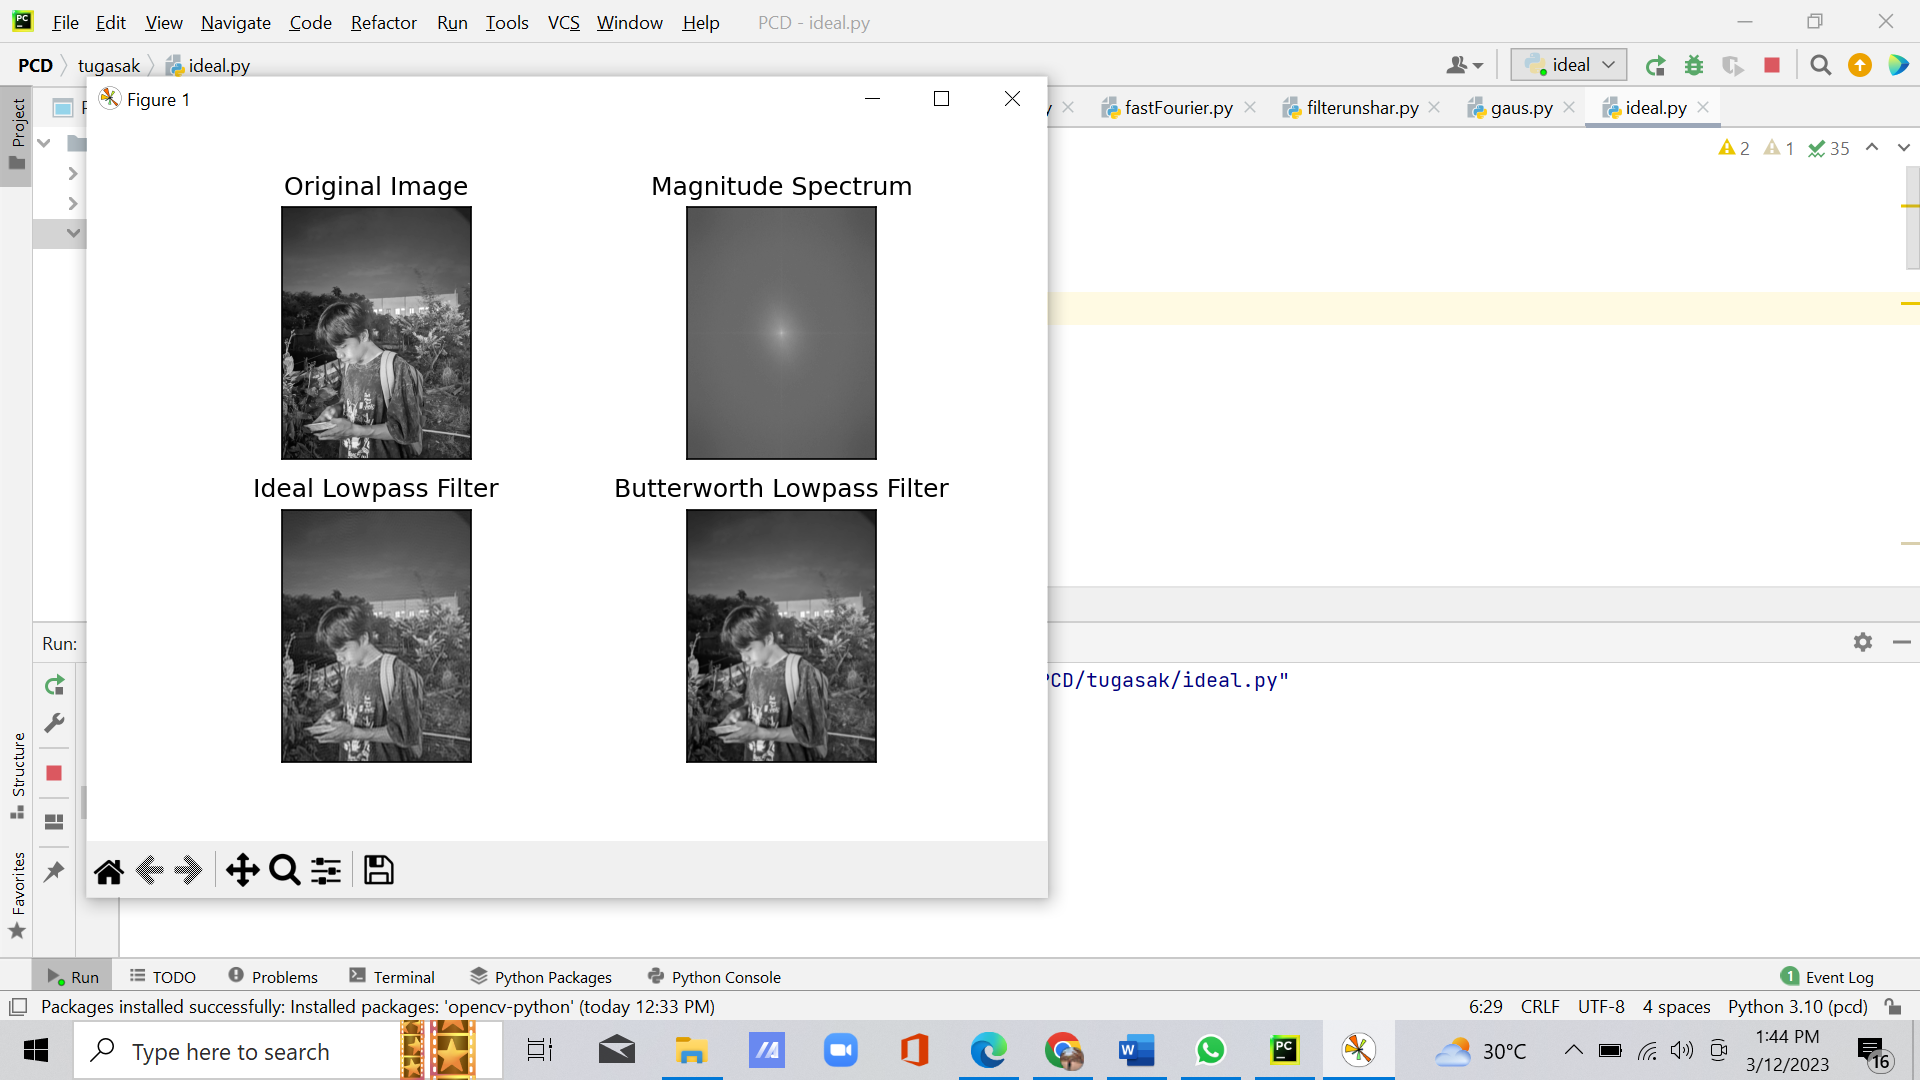 File Edit View Navigate Code Refactor Run Tools VCS Window Help PCD - ideal.py
PCD tugasak ideal.py
ideal
Figure 1
fastFourier.py filterunshar.py gaus.py ideal.py
2 1 35
Project
Original Image Magnitude Spectrum
Ideal Lowpass Filter Butterworth Lowpass Filter
Run:
PCD/tugasak/ideal.py"
Structure
Favorites
Run TODO Problems Terminal Python Packages Python Console 1 Event Log
Packages installed successfully: Installed packages: 'opencv-python' (today 12:33 PM) 6:29 CRLF UTF-8 4 spaces Python 3.10 (pcd)
Type here to search
30°C
1:44 PM
3/12/2023
16